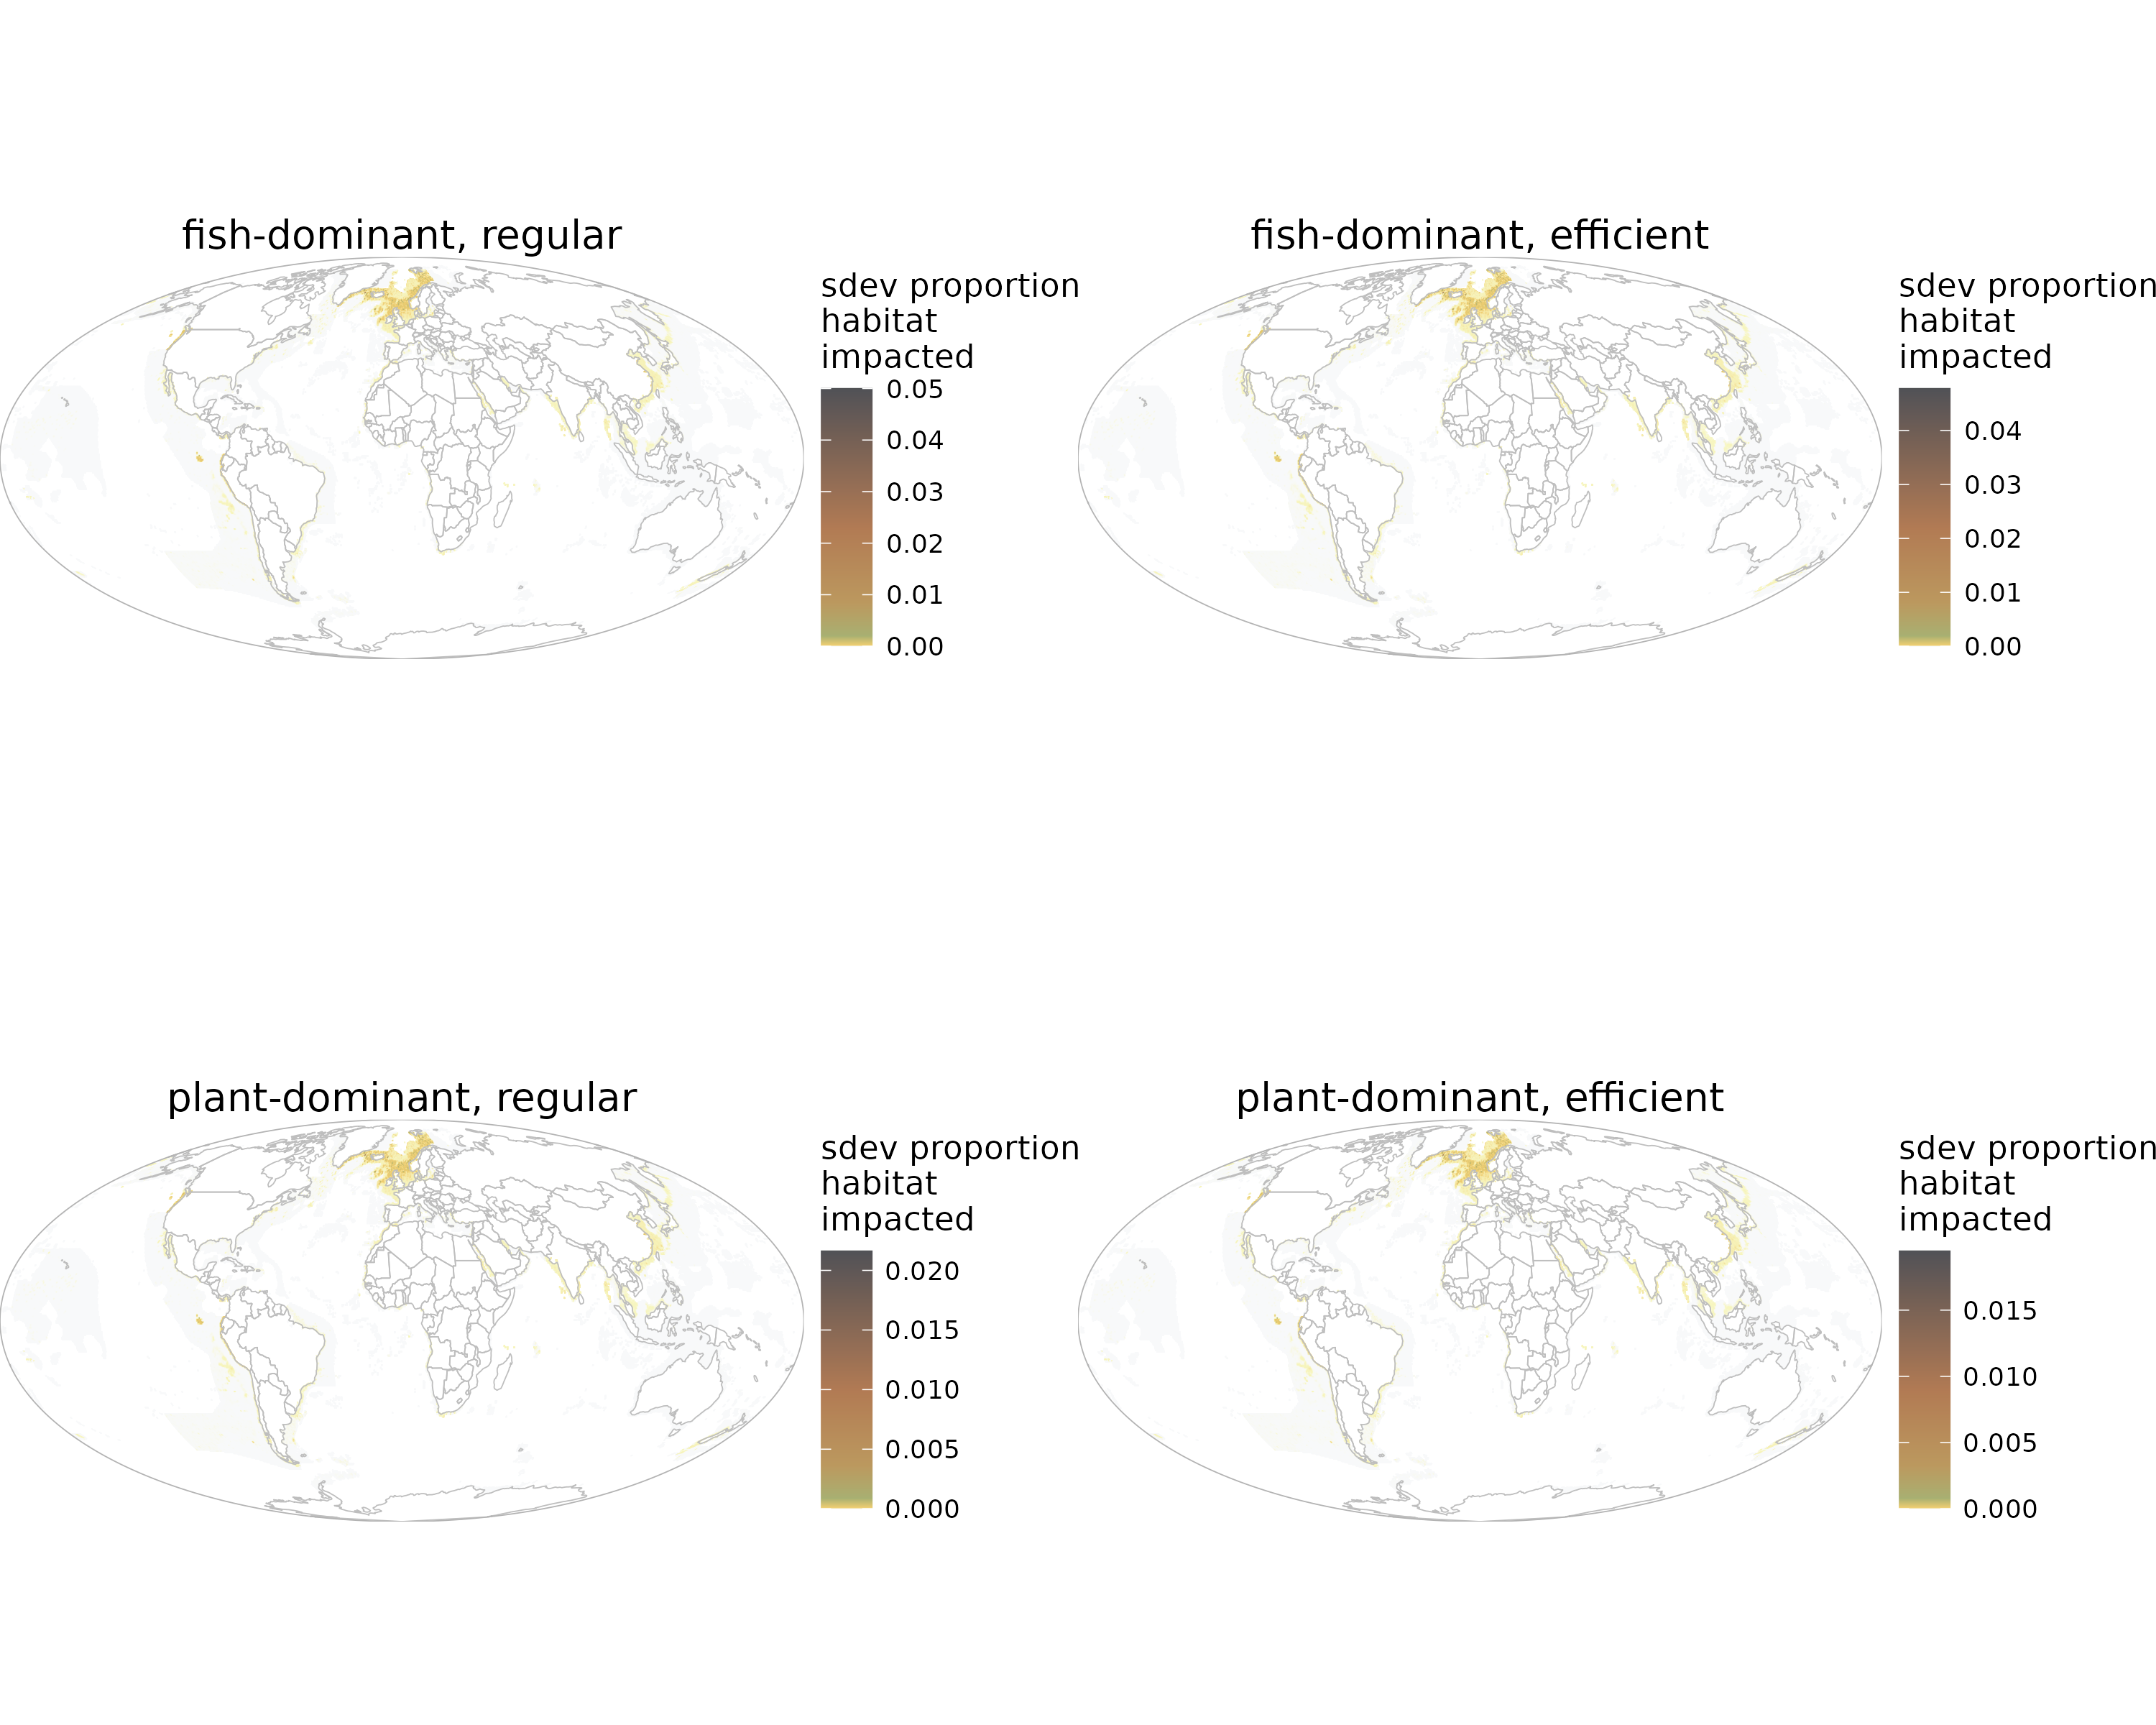 fish-dominant, regular
sdev proportion
habitat
impacted
0.05
0.04
0.03
0.02
0.01
0.00
fish-dominant, efficient
sdev proportion
habitat
impacted
0.04
0.03
0.02
0.01
0.00
plant-dominant, regular
sdev proportion
habitat
impacted
0.020
0.015
0.010
0.005
0.000
plant-dominant, efficient
sdev proportion
habitat
impacted
0.015
0.010
0.005
0.000